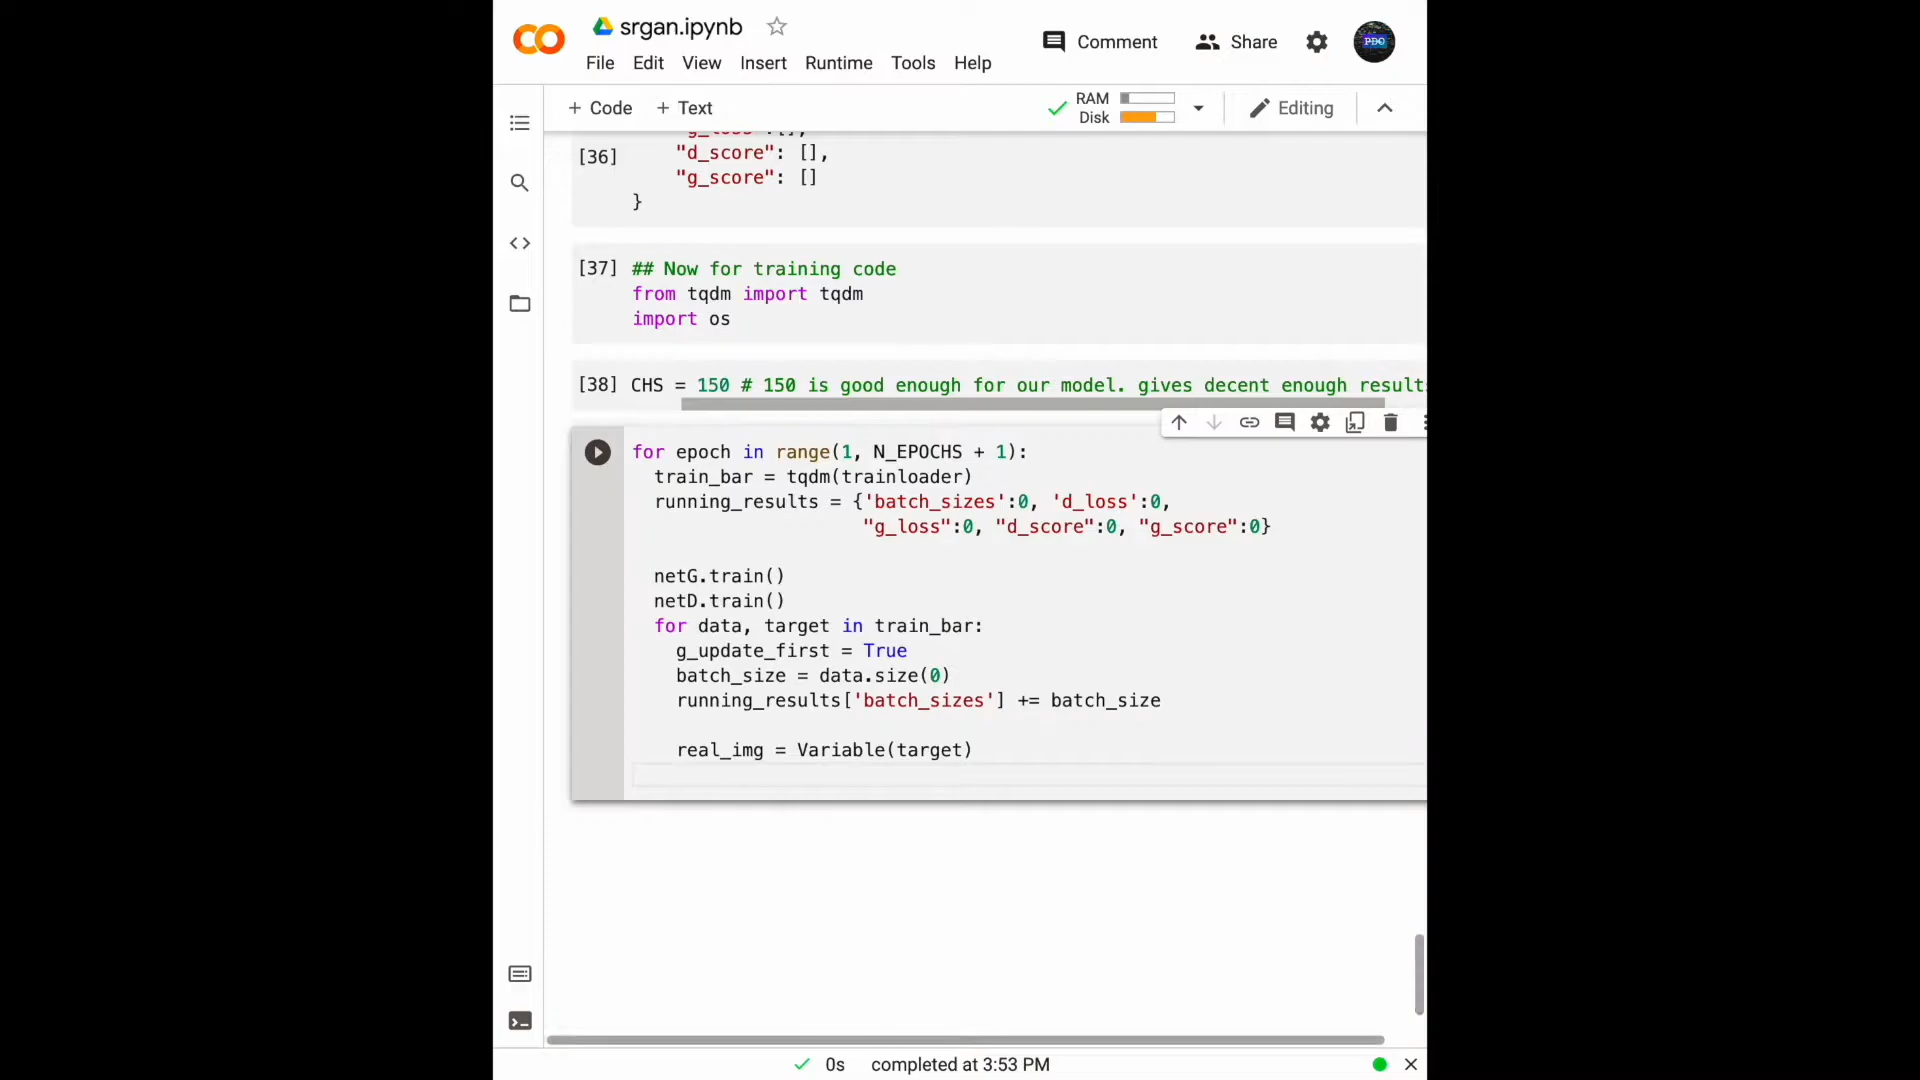 srgan.ipynb
Comment
Share
PDO
File Edit View Insert Runtime Tools Help
+ Code + Text
RAM
Disk
Editing
"g_loss":[],
[36] "d_score": [],
"g_score": []
}
[37] ## Now for training code
from tqdm import tqdm
import os
[38] CHS = 150 # 150 is good enough for our model. gives decent enough result
for epoch in range(1, N_EPOCHS + 1):
train_bar = tqdm(trainloader)
running_results = {'batch_sizes':0, 'd_loss':0,
"g_loss":0, "d_score":0, "g_score":0}
netG.train()
netD.train()
for data, target in train_bar:
g_update_first = True
batch_size = data.size(0)
running_results['batch_sizes'] += batch_size
real_img = Variable(target)
0s completed at 3:53 PM